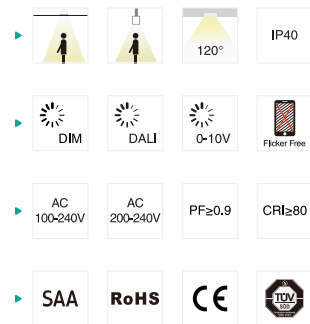 120°
IP40
DIM
DALI
0-10V
Flicker Free
AC
100-240V
AC
200-240V
PF≥0.9
CRI≥80
SAA
RoHS
CE
TÜV
SÜD